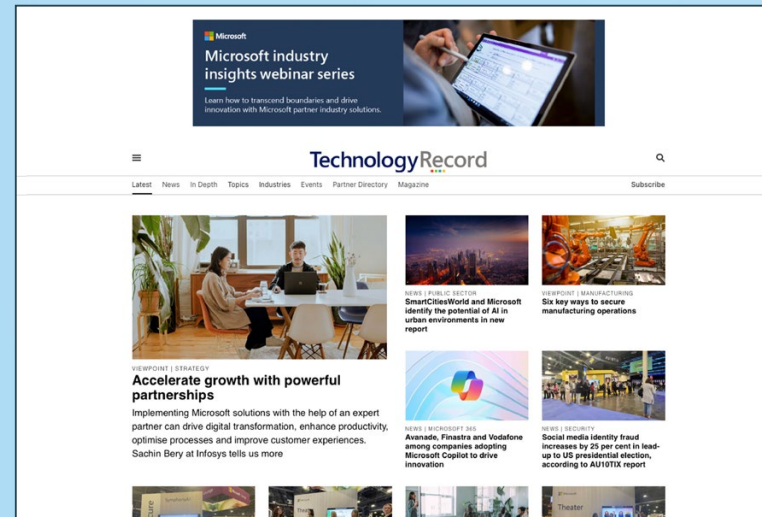 Microsoft
Microsoft industry
insights webinar series
Learn how to transcend boundaries and drive
innovation with Microsoft partner industry solutions.
TechnologyRecord
Latest News In Depth Topics Industries Events Partner Directory Magazine Subscribe
VIEWPOINT | STRATEGY
Accelerate growth with powerful
partnerships
Implementing Microsoft solutions with the help of an expert
partner can drive digital transformation, enhance productivity,
optimise processes and improve customer experiences.
Sachin Bery at Infosys tells us more
NEWS | PUBLIC SECTOR
SmartCitiesWorld and Microsoft
identify the potential of AI in
urban environments in new
report
VIEWPOINT | MANUFACTURING
Six key ways to secure
manufacturing operations
NEWS | MICROSOFT 365
Avanade, Finastra and Vodafone
among companies adopting
Microsoft Copilot to drive
innovation
NEWS | SECURITY
Social media identity fraud
increases by 25 per cent in lead-
up to US presidential election,
according to AU10TIX report
Theater